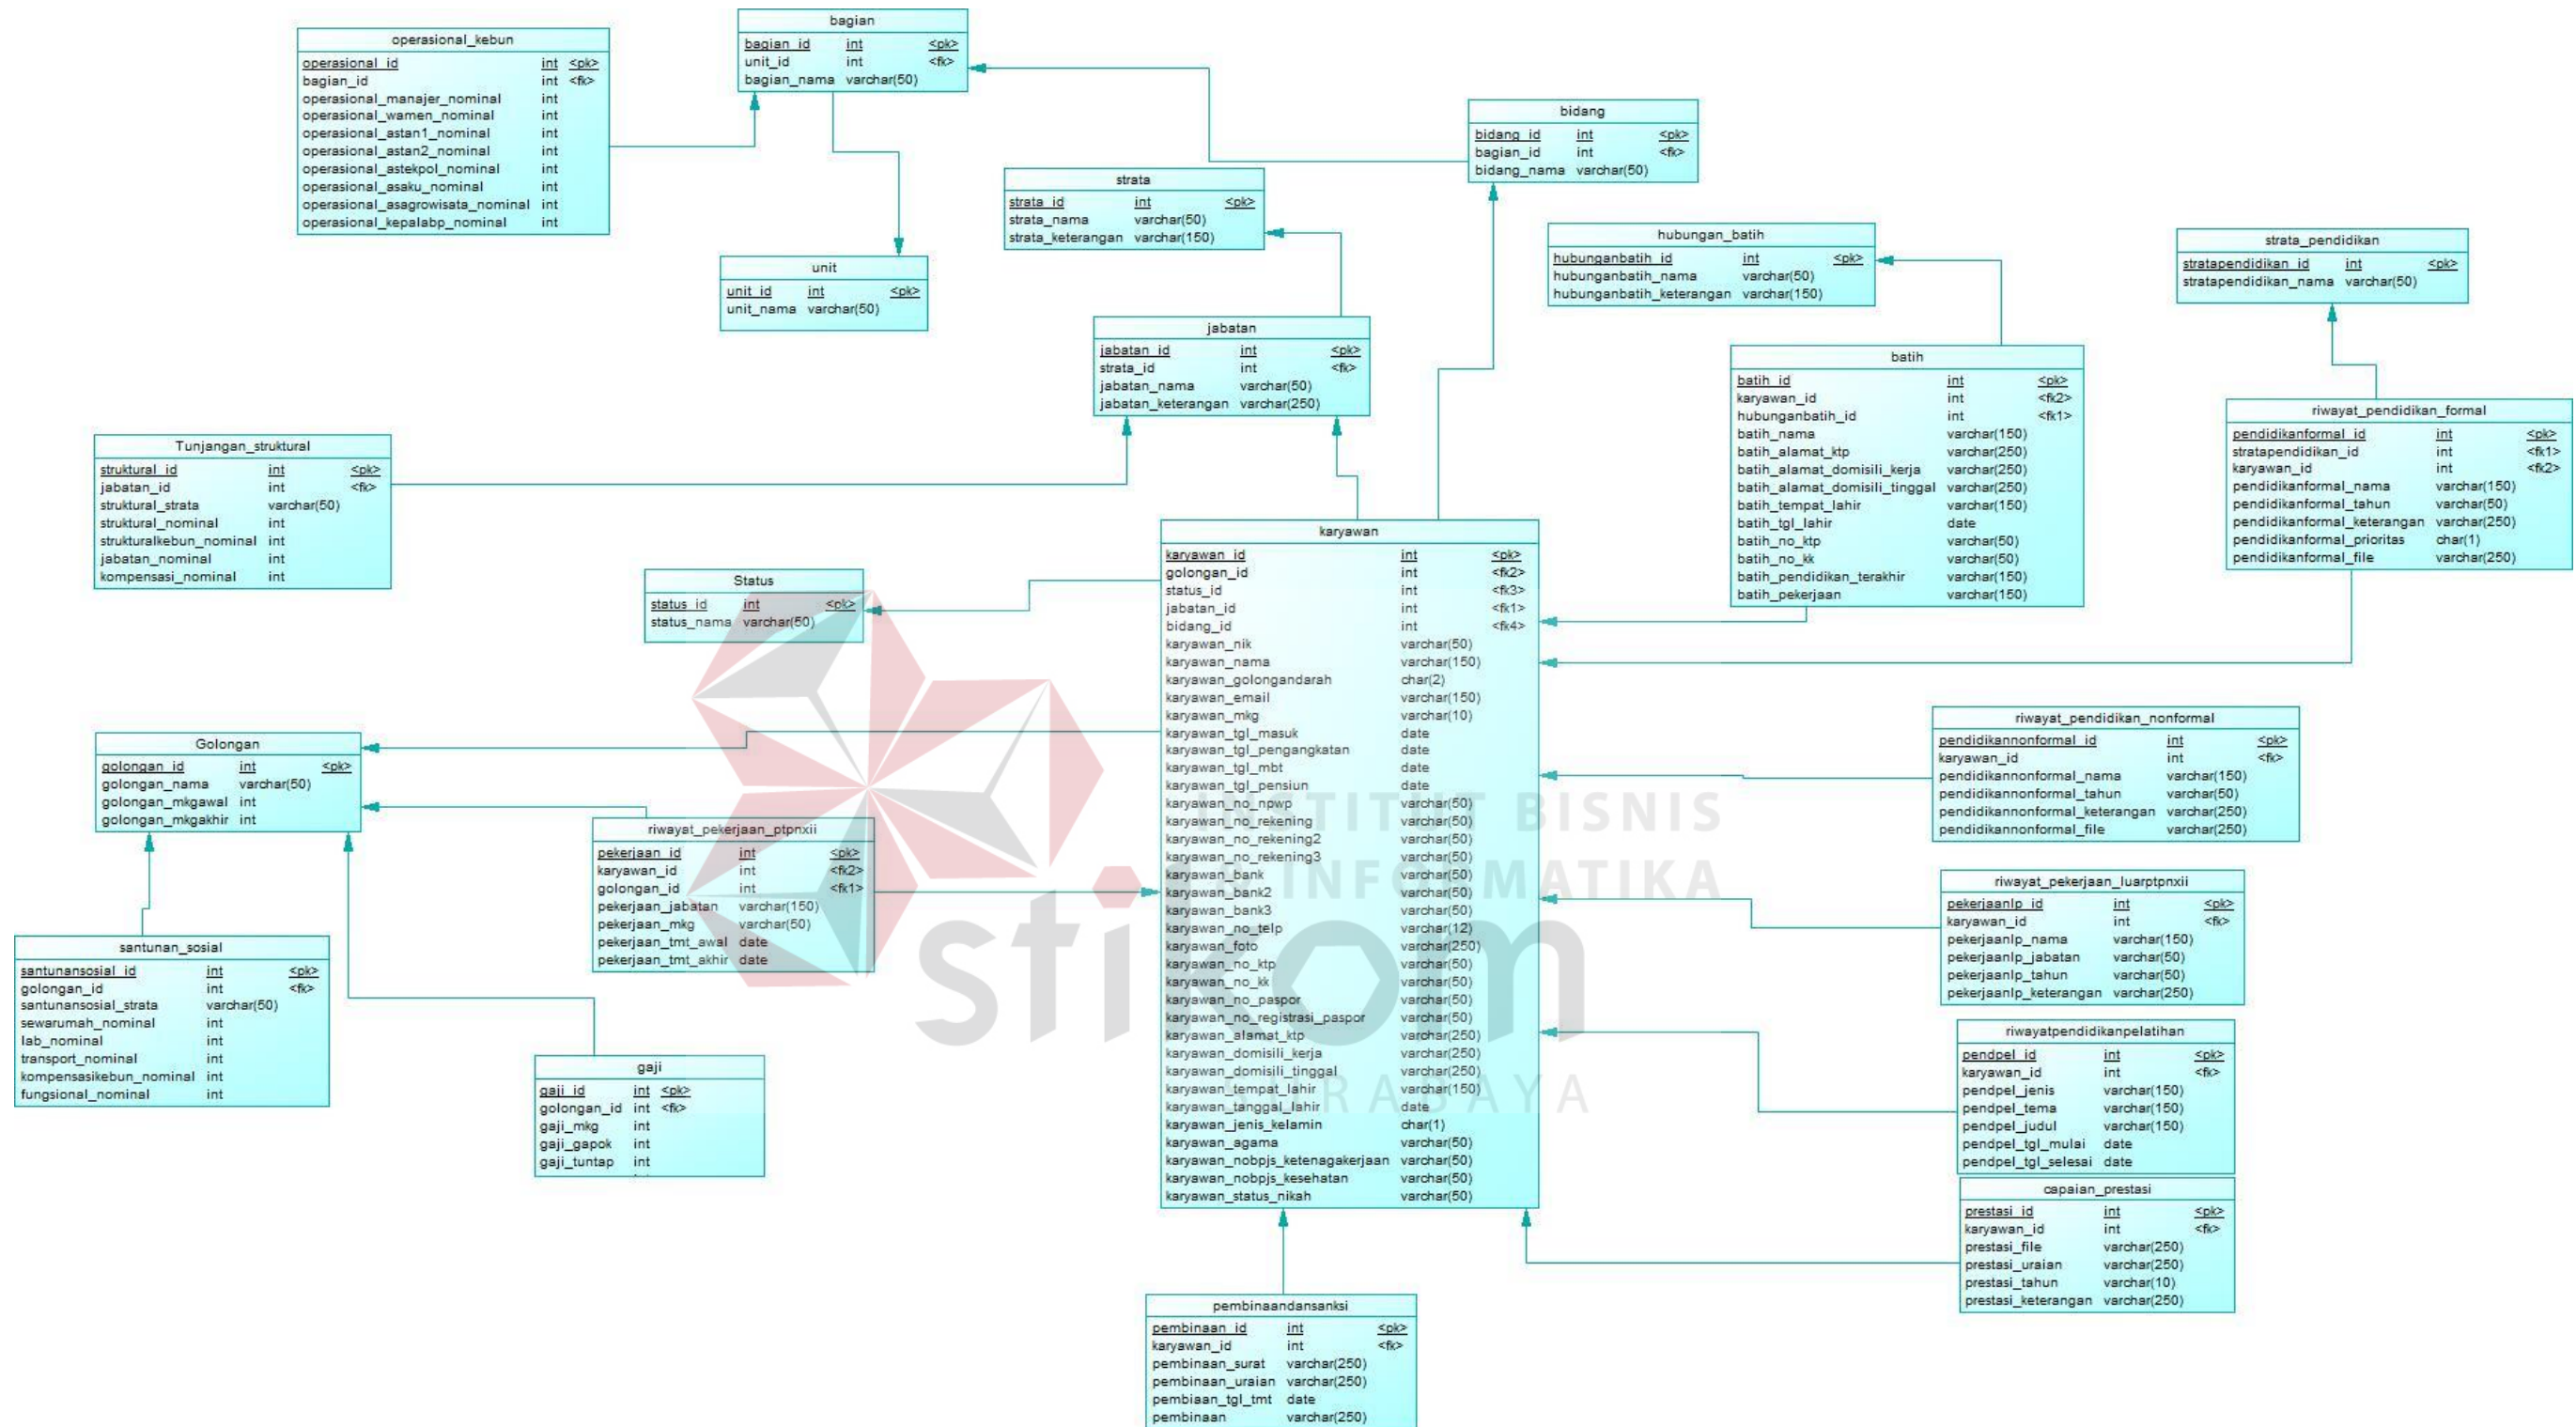 bagian
bagian_id int <pk>
unit_id int <fk>
bagian_nama varchar(50)
operasional_kebun
operasional_id int <pk>
bagian_id int <fk>
operasional_manajer_nominal int
operasional_wamen_nominal int
operasional_astan1_nominal int
operasional_astan2_nominal int
operasional_astekpol_nominal int
operasional_asaku_nominal int
operasional_asagrowisata_nominal int
operasional_kepalabp_nominal int
bidang
bidang_id int <pk>
bagian_id int <fk>
bidang_nama varchar(50)
strata
strata_id int <pk>
strata_nama varchar(50)
strata_keterangan varchar(150)
unit
unit_id int <pk>
unit_nama varchar(50)
hubungan_batih
hubunganbatih_id int <pk>
hubunganbatih_nama varchar(50)
hubunganbatih_keterangan varchar(150)
strata_pendidikan
stratapendidikan_id int <pk>
stratapendidikan_nama varchar(50)
jabatan
jabatan_id int <pk>
strata_id int <fk>
jabatan_nama varchar(50)
jabatan_keterangan varchar(250)
batih
batih_id int <pk>
karyawan_id int <fk2>
hubunganbatih_id int <fk1>
batih_nama varchar(150)
batih_alamat_ktp varchar(250)
batih_alamat_domisili_kerja varchar(250)
batih_alamat_domisili_tinggal varchar(250)
batih_tempat_lahir varchar(150)
batih_tgl_lahir date
batih_no_ktp varchar(50)
batih_no_kk varchar(50)
batih_pendidikan_terakhir varchar(150)
batih_pekerjaan varchar(150)
riwayat_pendidikan_formal
pendidikanformal_id int <pk>
stratapendidikan_id int <fk1>
karyawan_id int <fk2>
pendidikanformal_nama varchar(150)
pendidikanformal_tahun varchar(50)
pendidikanformal_keterangan varchar(250)
pendidikanformal_prioritas char(1)
pendidikanformal_file varchar(250)
Tunjangan_struktural
struktural_id int <pk>
jabatan_id int <fk>
struktural_strata varchar(50)
struktural_nominal int
strukturalkebun_nominal int
jabatan_nominal int
kompensasi_nominal int
Status
status_id int <pk>
status_nama varchar(50)
karyawan
karyawan_id int <pk>
golongan_id int <fk2>
status_id int <fk3>
jabatan_id int <fk1>
bidang_id int <fk4>
karyawan_nik varchar(50)
karyawan_nama varchar(150)
karyawan_golongandarah char(2)
karyawan_email varchar(150)
karyawan_mkg varchar(10)
karyawan_tgl_masuk date
karyawan_tgl_pengangkatan date
karyawan_tgl_mbt date
karyawan_tgl_pensiun date
karyawan_no_npwp varchar(50)
karyawan_no_rekening varchar(50)
karyawan_no_rekening2 varchar(50)
karyawan_no_rekening3 varchar(50)
karyawan_bank varchar(50)
karyawan_bank2 varchar(50)
karyawan_bank3 varchar(50)
karyawan_no_telp varchar(12)
karyawan_foto varchar(250)
karyawan_no_ktp varchar(50)
karyawan_no_kk varchar(50)
karyawan_no_paspor varchar(50)
karyawan_no_registrasi_paspor varchar(50)
karyawan_alamat_ktp varchar(250)
karyawan_domisili_kerja varchar(250)
karyawan_domisili_tinggal varchar(250)
karyawan_tempat_lahir varchar(150)
karyawan_tanggal_lahir date
karyawan_jenis_kelamin char(1)
karyawan_agama varchar(50)
karyawan_nobpjs_ketenagakerjaan varchar(50)
karyawan_nobpjs_kesehatan varchar(50)
karyawan_status_nikah varchar(50)
Golongan
golongan_id int <pk>
golongan_nama varchar(50)
golongan_mkgawal int
golongan_mkgakhir int
riwayat_pekerjaan_ptpnxii
pekerjaan_id int <pk>
karyawan_id int <fk2>
golongan_id int <fk1>
pekerjaan_jabatan varchar(150)
pekerjaan_mkg varchar(50)
pekerjaan_tmt_awal date
pekerjaan_tmt_akhir date
riwayat_pendidikan_nonformal
pendidikannonformal_id int <pk>
karyawan_id int <fk>
pendidikannonformal_nama varchar(150)
pendidikannonformal_tahun varchar(50)
pendidikannonformal_keterangan varchar(250)
pendidikannonformal_file varchar(250)
riwayat_pekerjaan_luarptpnxii
pekerjaanlp_id int <pk>
karyawan_id int <fk>
pekerjaanlp_nama varchar(150)
pekerjaanlp_jabatan varchar(50)
pekerjaanlp_tahun varchar(50)
pekerjaanlp_keterangan varchar(250)
santunan_sosial
santunansosial_id int <pk>
golongan_id int <fk>
santunansosial_strata varchar(50)
sewarumah_nominal int
lab_nominal int
transport_nominal int
kompensasikebun_nominal int
fungsional_nominal int
gaji
gaji_id int <pk>
golongan_id int <fk>
gaji_mkg int
gaji_gapok int
gaji_tuntap int
riwayatpendidikanpelatihan
pendpel_id int <pk>
karyawan_id int <fk>
pendpel_jenis varchar(150)
pendpel_tema varchar(150)
pendpel_judul varchar(150)
pendpel_tgl_mulai date
pendpel_tgl_selesai date
capaian_prestasi
prestasi_id int <pk>
karyawan_id int <fk>
prestasi_file varchar(250)
prestasi_uraian varchar(250)
prestasi_tahun varchar(10)
prestasi_keterangan varchar(250)
pembinaandansanksi
pembinaan_id int <pk>
karyawan_id int <fk>
pembinaan_surat varchar(250)
pembinaan_uraian varchar(250)
pembiaan_tgl_tmt date
pembinaan varchar(250)
INSTITUT BISNIS
& INFORMATIKA
stikom
SURABAYA